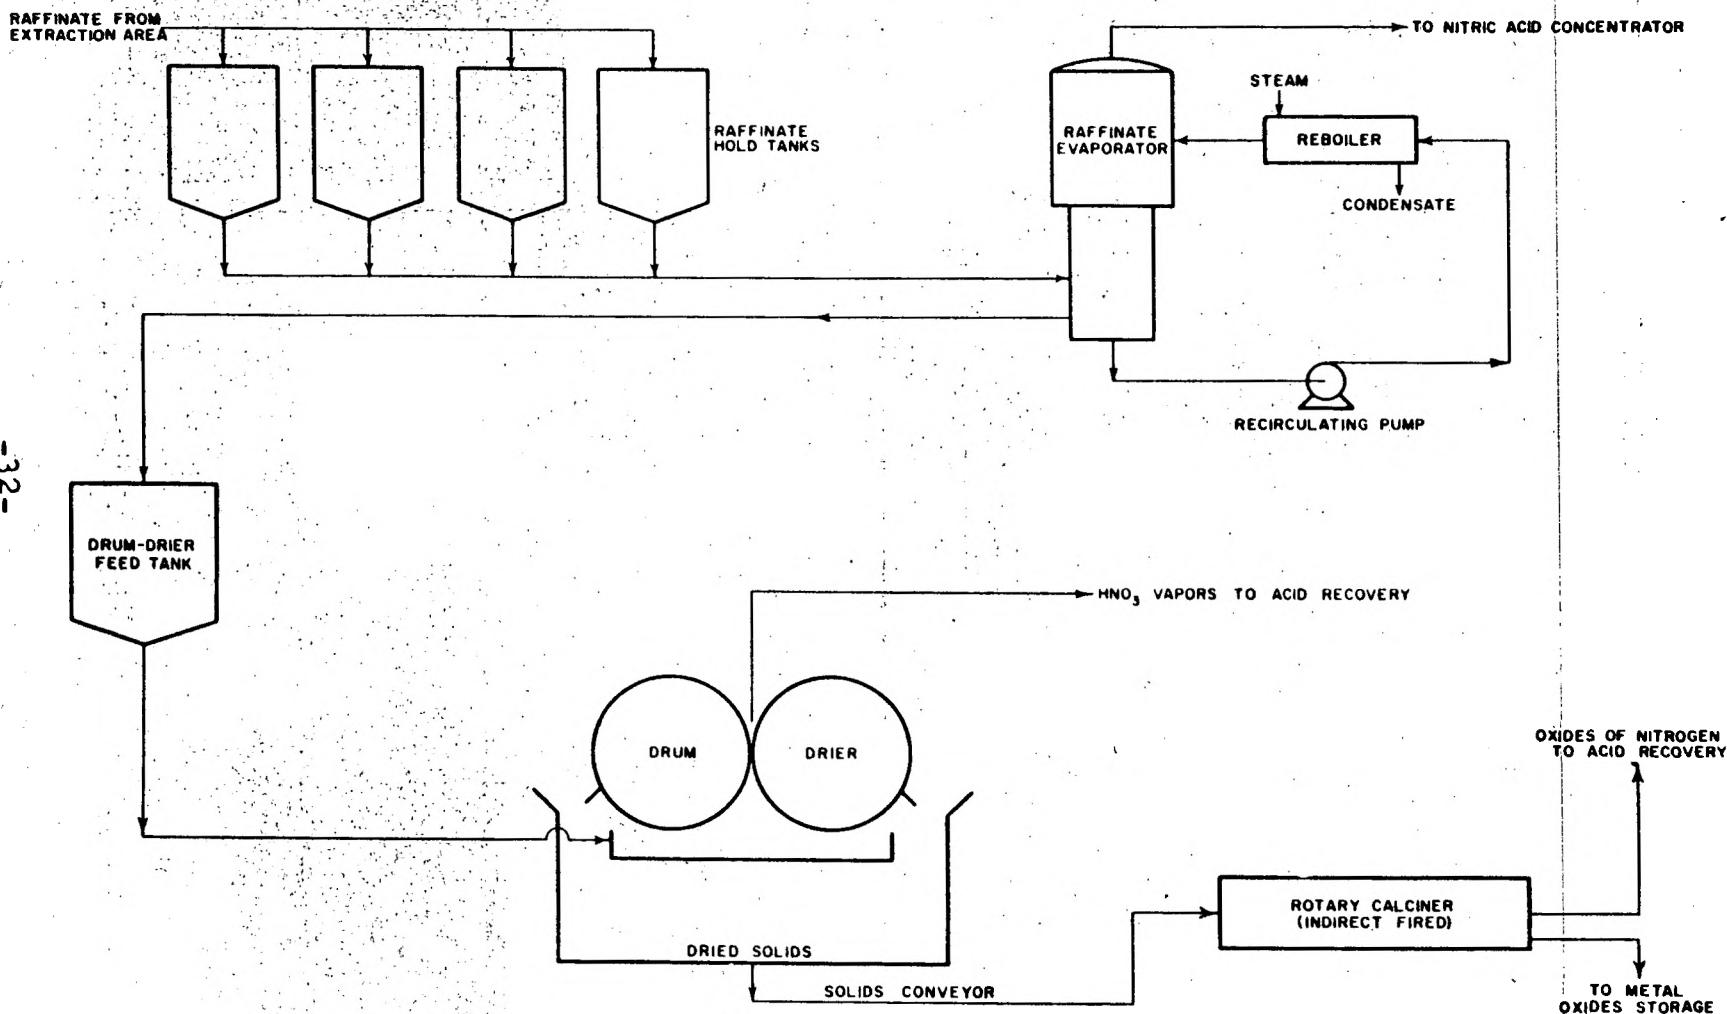 RAFFINATE FROM
EXTRACTION AREA
TO NITRIC ACID CONCENTRATOR
STEAM
RAFFINATE
HOLD TANKS
RAFFINATE
EVAPORATOR
REBOILER
CONDENSATE
RECIRCULATING PUMP
-32-
DRUM-DRIER
FEED TANK
HNO₃ VAPORS TO ACID RECOVERY
DRUM
DRIER
OXIDES OF NITROGEN
TO ACID RECOVERY
ROTARY CALCINER
(INDIRECT FIRED)
DRIED SOLIDS
SOLIDS CONVEYOR
TO METAL
OXIDES STORAGE